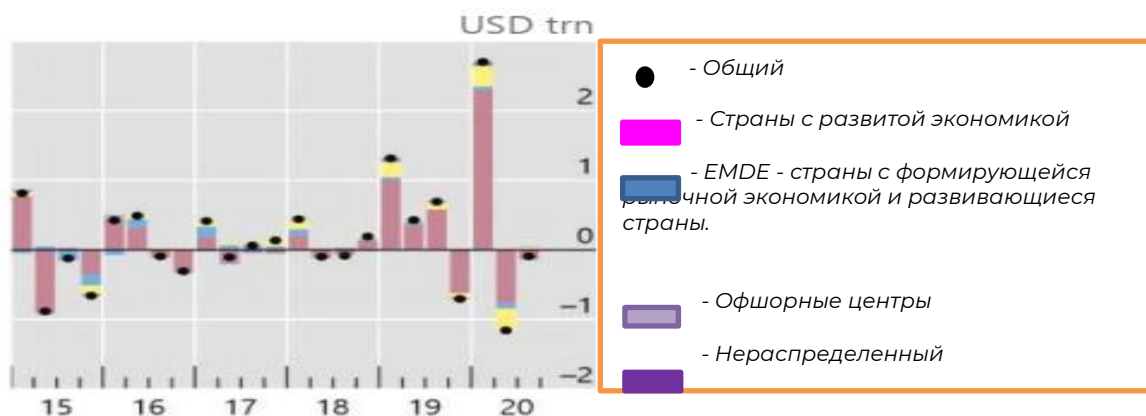 USD trn
2
1
0
−1
−2
15 16 17 18 19 20
- Общий
- Страны с развитой экономикой
- EMDE - страны с формирующейся
рыночной экономикой и развивающиеся
страны.
- Офшорные центры
- Нераспределенный